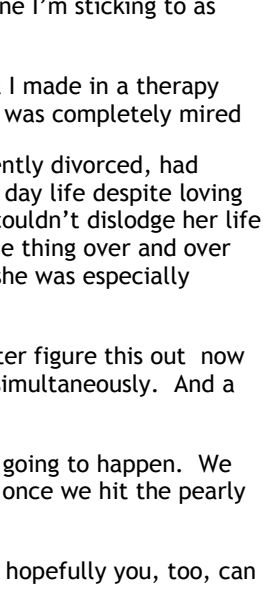 ne I’m sticking to as
I made in a therapy
was completely mired
ently divorced, had
day life despite loving
couldn’t dislodge her life
e thing over and over
she was especially
ter figure this out now
simultaneously. And a
going to happen. We
once we hit the pearly
hopefully you, too, can